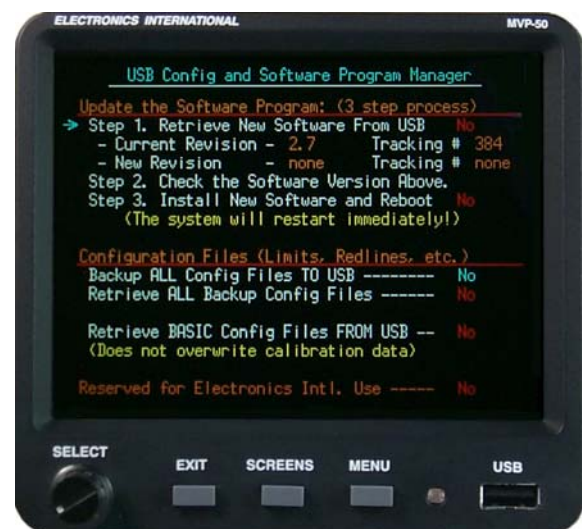 ELECTRONICS INTERNATIONAL MVP-50
USB Config and Software Program Manager
Update the Software Program: (3 step process)
Step 1. Retrieve New Software From USB No
- Current Revision - 2.7 Tracking # 384
- New Revision - none Tracking # none
Step 2. Check the Software Version Above.
Step 3. Install New Software and Reboot No
(The system will restart immediately!)
Configuration Files (Limits, Redlines, etc.)
Backup ALL Config Files TO USB -------- No
Retrieve ALL Backup Config Files ------ No
Retrieve BASIC Config Files FROM USB -- No
(Does not overwrite calibration data)
Reserved for Electronics Intl. Use ----- No
SELECT EXIT SCREENS MENU USB